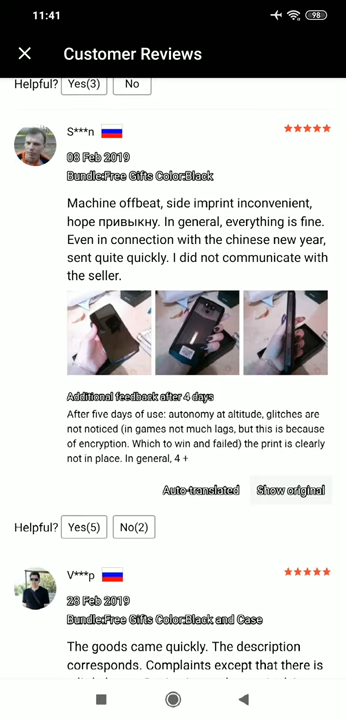 11:41
98
Customer Reviews
Helpful? Yes(3) No
S***n
08 Feb 2019
Bundle:Free Gifts Color:Black
Machine offbeat, side imprint inconvenient,
hope привыкну. In general, everything is fine.
Even in connection with the chinese new year,
sent quite quickly. I did not communicate with
the seller.
Additional feedback after 4 days
After five days of use: autonomy at altitude, glitches are
not noticed (in games not much lags, but this is because
of encryption. Which to win and failed) the print is clearly
not in place. In general, 4 +
Auto-translated Show original
Helpful? Yes(5) No(2)
V***p
28 Feb 2019
Bundle:Free Gifts Color:Black and Case
The goods came quickly. The description
corresponds. Complaints except that there is